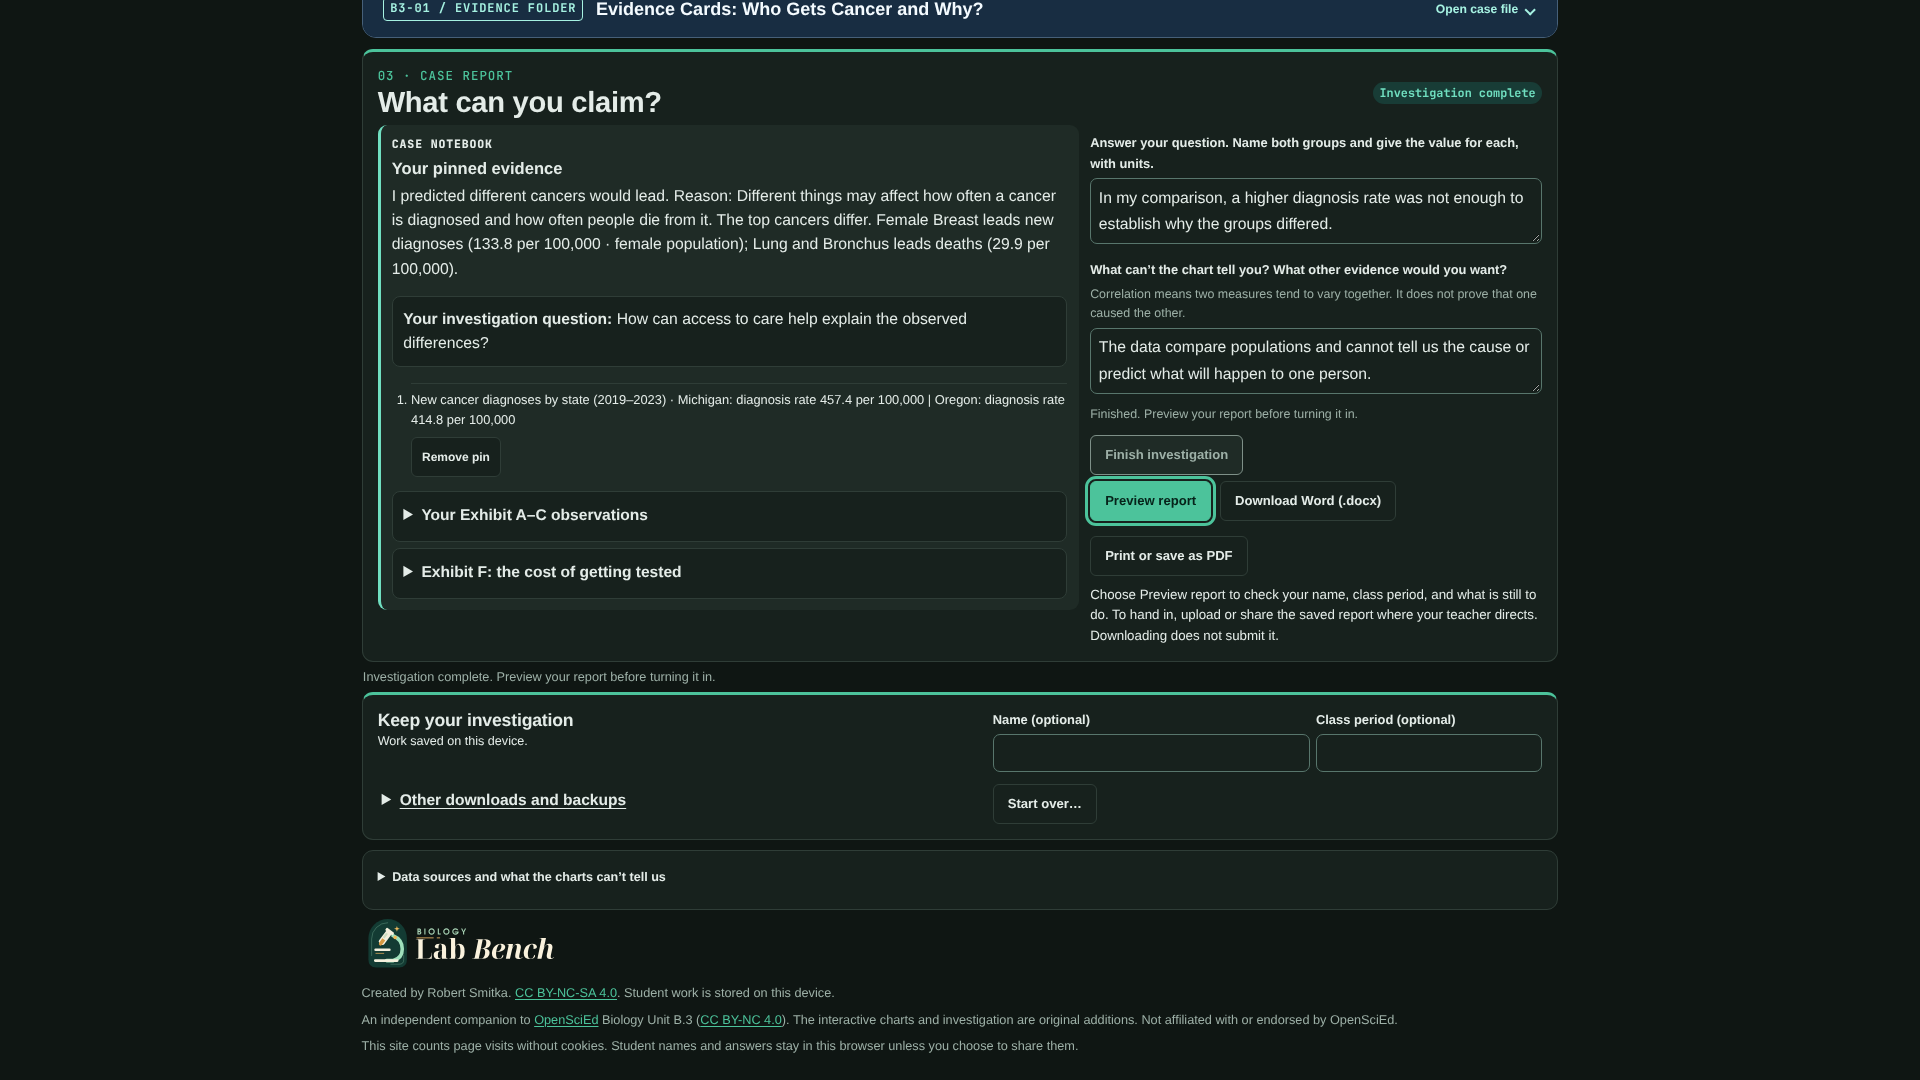 B3-01 / EVIDENCE FOLDER
Evidence Cards: Who Gets Cancer and Why?
Open case file
03 · CASE REPORT
What can you claim?
Investigation complete
CASE NOTEBOOK
Your pinned evidence
I predicted different cancers would lead. Reason: Different things may affect how often a cancer
is diagnosed and how often people die from it. The top cancers differ. Female Breast leads new
diagnoses (133.8 per 100,000 · female population); Lung and Bronchus leads deaths (29.9 per
100,000).
Your investigation question: How can access to care help explain the observed
differences?
1. New cancer diagnoses by state (2019–2023) · Michigan: diagnosis rate 457.4 per 100,000 | Oregon: diagnosis rate
414.8 per 100,000
Remove pin
Your Exhibit A–C observations
Exhibit F: the cost of getting tested
Answer your question. Name both groups and give the value for each,
with units.
In my comparison, a higher diagnosis rate was not enough to
establish why the groups differed.
What can’t the chart tell you? What other evidence would you want?
Correlation means two measures tend to vary together. It does not prove that one
caused the other.
The data compare populations and cannot tell us the cause or
predict what will happen to one person.
Finished. Preview your report before turning it in.
Finish investigation
Preview report
Download Word (.docx)
Print or save as PDF
Choose Preview report to check your name, class period, and what is still to
do. To hand in, upload or share the saved report where your teacher directs.
Downloading does not submit it.
Investigation complete. Preview your report before turning it in.
Keep your investigation
Work saved on this device.
Name (optional)
Class period (optional)
Other downloads and backups
Start over…
Data sources and what the charts can’t tell us
BIOLOGY
Lab Bench
Created by Robert Smitka. CC BY-NC-SA 4.0. Student work is stored on this device.
An independent companion to OpenSciEd Biology Unit B.3 (CC BY-NC 4.0). The interactive charts and investigation are original additions. Not affiliated with or endorsed by OpenSciEd.
This site counts page visits without cookies. Student names and answers stay in this browser unless you choose to share them.